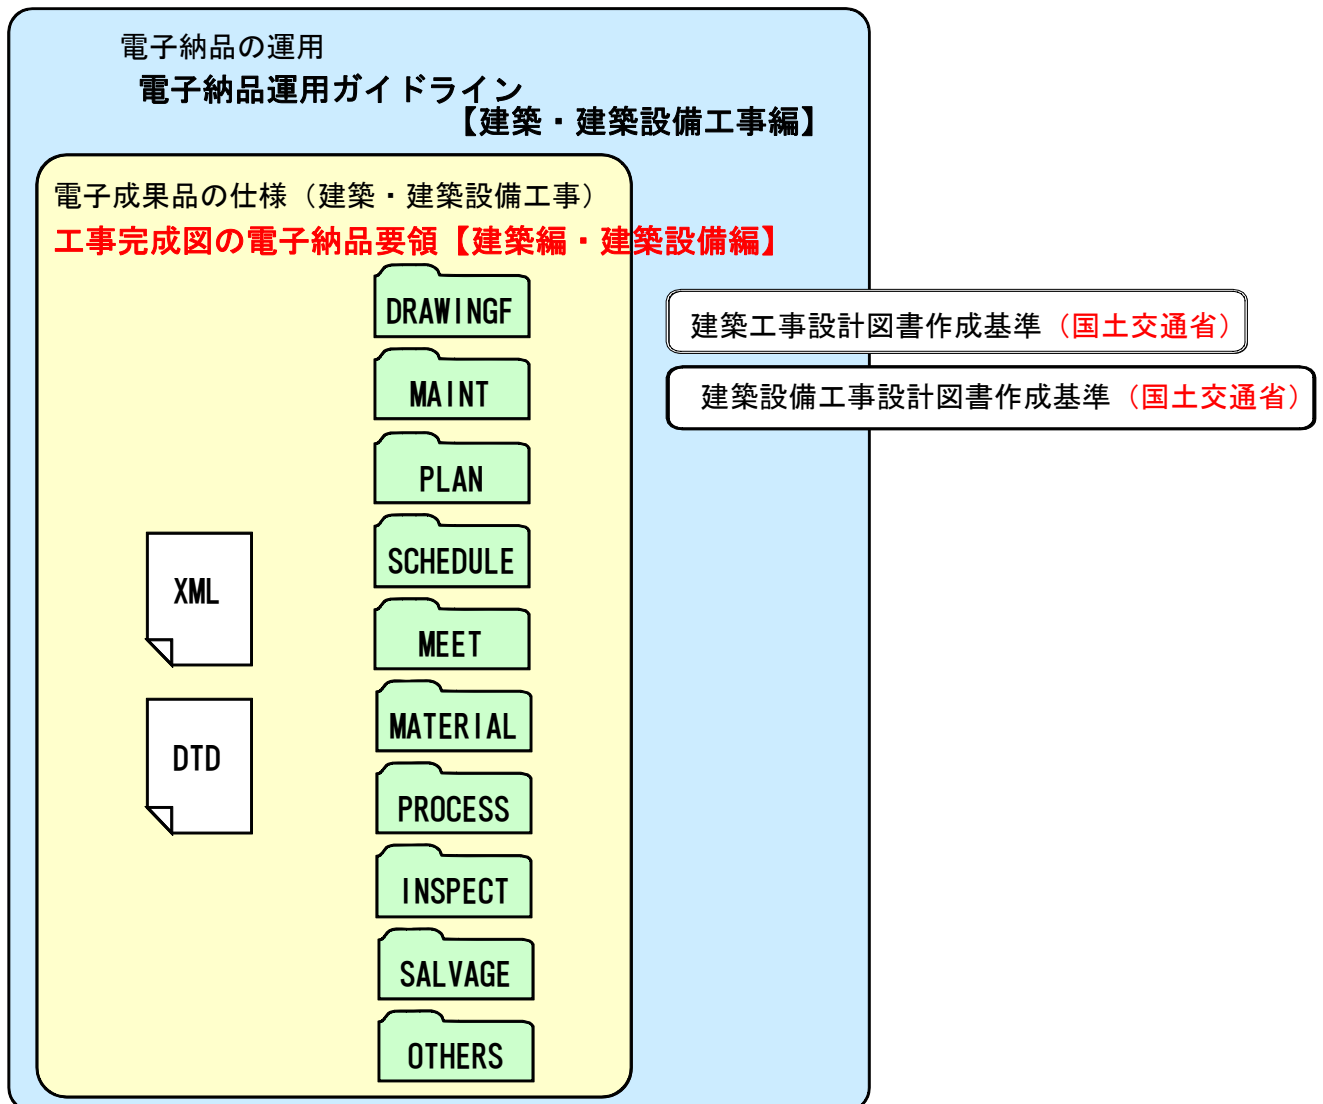 電子納品の運用
電子納品運用ガイドライン
【建築・建築設備工事編】
電子成果品の仕様（建築・建築設備工事）
工事完成図の電子納品要領【建築編・建築設備編】
DRAWINGF
建築工事設計図書作成基準（国土交通省）
MAINT
建築設備工事設計図書作成基準（国土交通省）
PLAN
SCHEDULE
XML
MEET
MATERIAL
DTD
PROCESS
INSPECT
SALVAGE
OTHERS